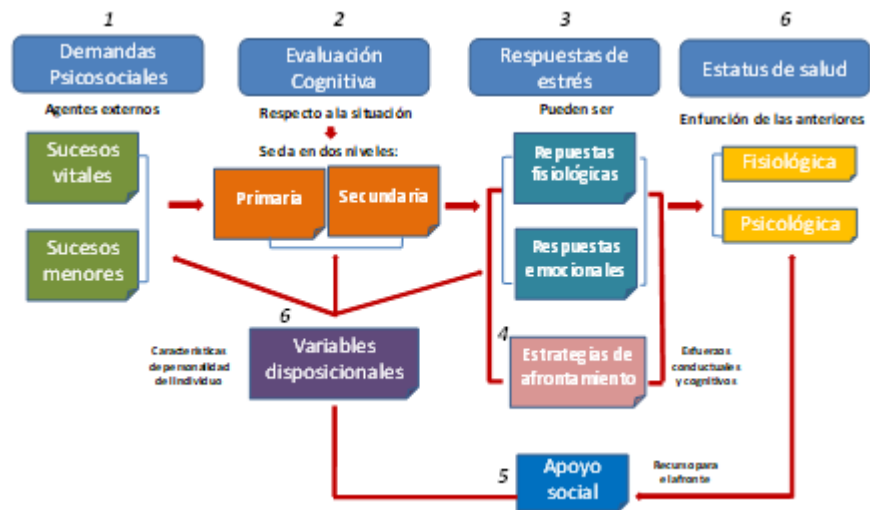 1
2
3
6
Demandas
Psicosociales
Evaluación
Cognitiva
Respuestas de
estrés
Estatus de salud
Agentes externos
Respecto a la situación
Pueden ser
En función de las anteriores
Se da en dos niveles:
Sucesos
vitales
Sucesos
menores
Primaria
Secundaria
Repuestas
fisiológicas
Respuestas
emocionales
Fisiológica
Psicológica
6
Variables
disposicionales
Características
de personalidad
del individuo
4
Estrategias de
afrontamiento
Esfuerzos
conductuales
y cognitivos
5
Apoyo
social
Recurso para
el afronte